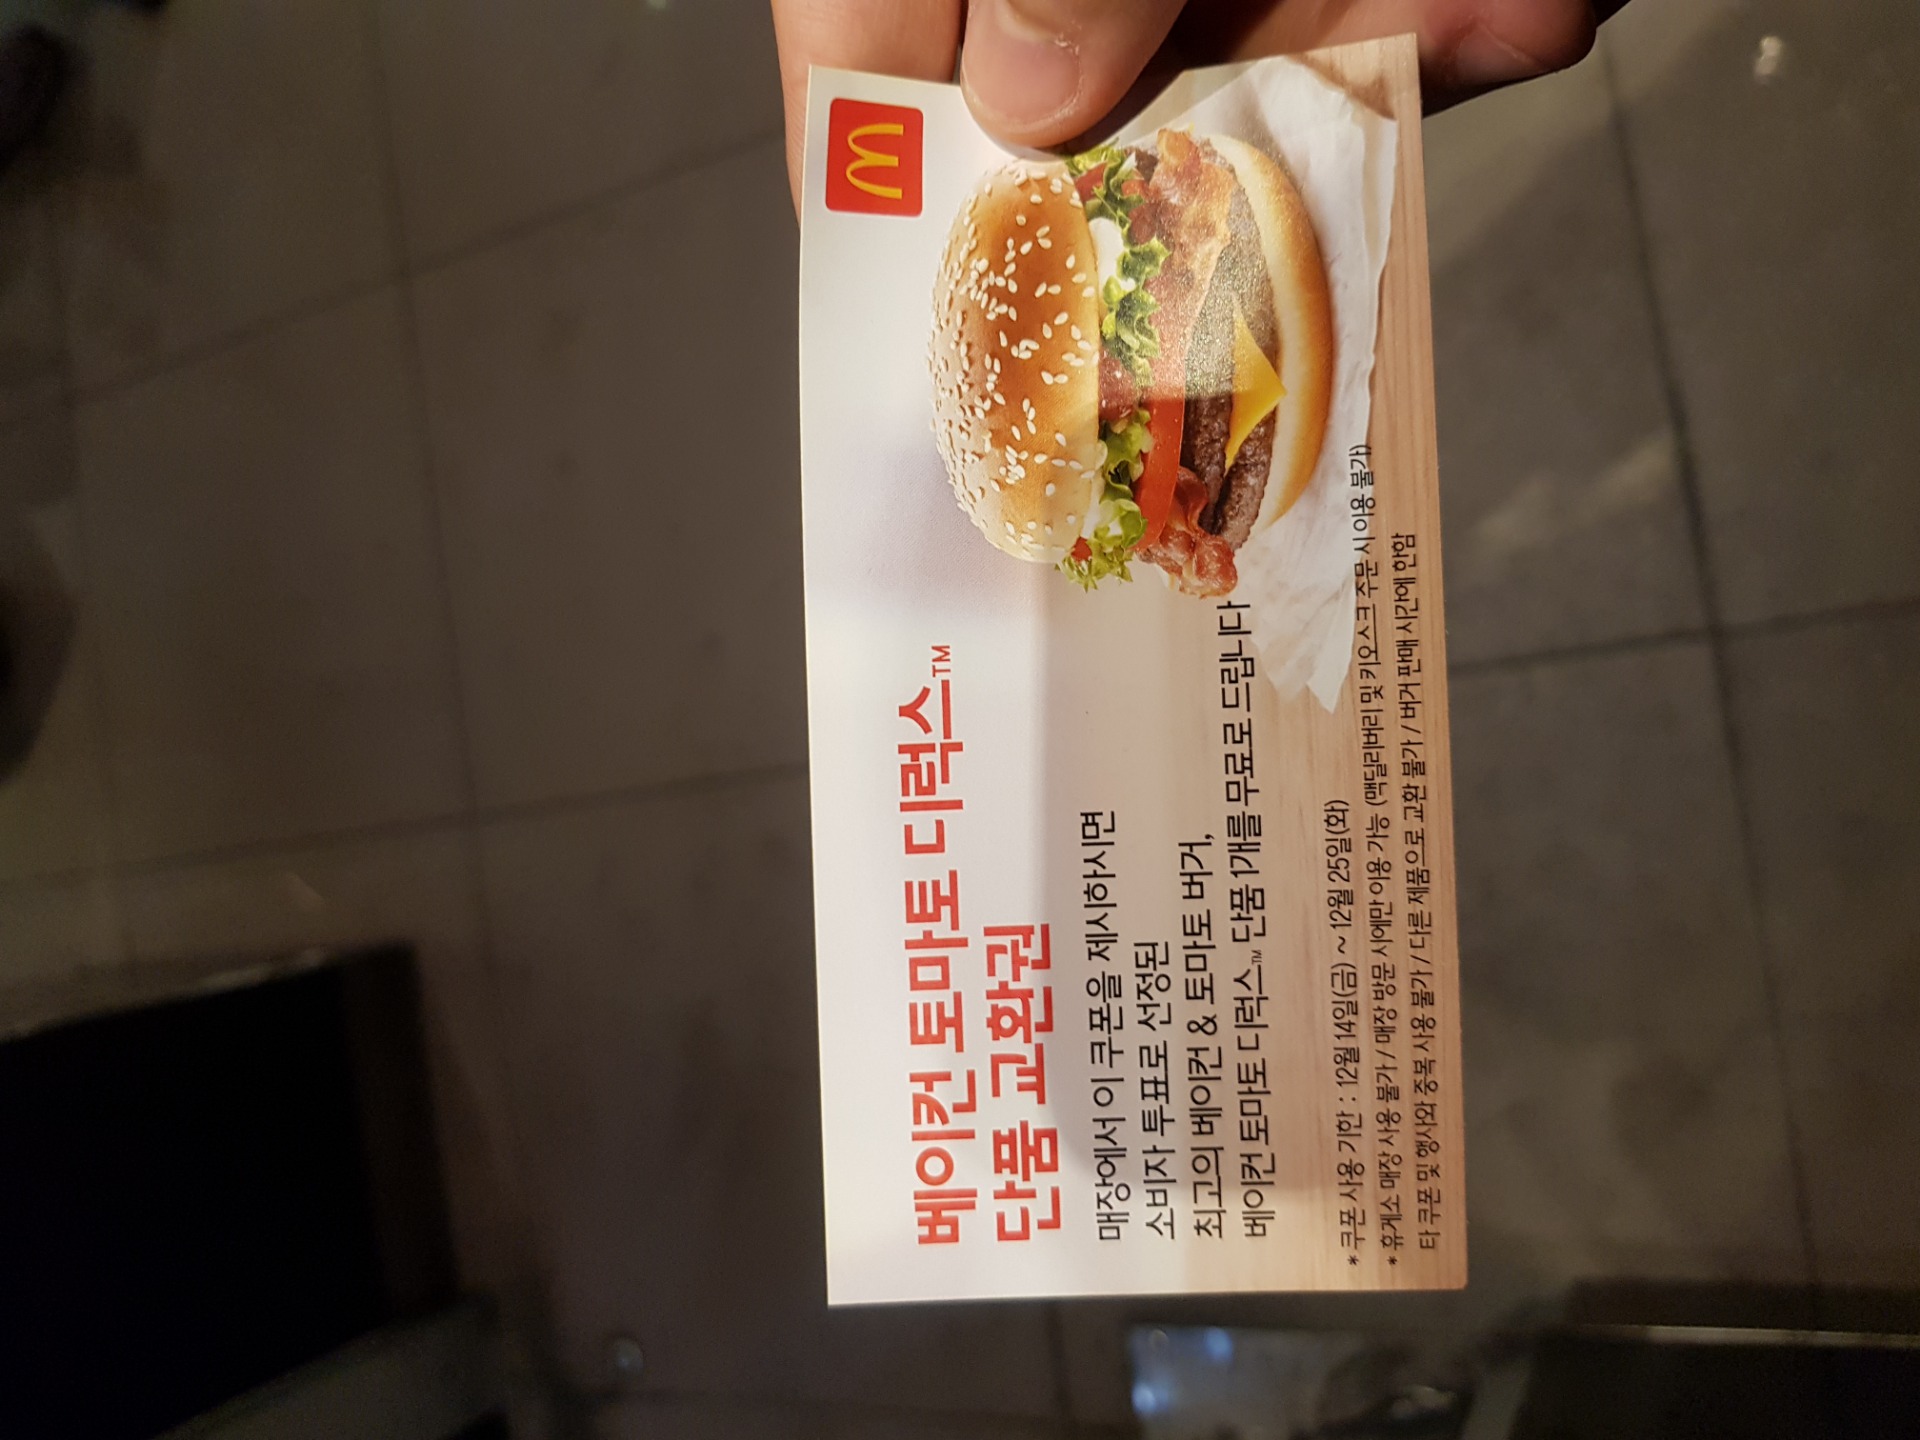 베이컨 토마토 디럭스™
단품 교환권
매장에서 이 쿠폰을 제시하시면
소비자 투표로 선정된
최고의 베이컨 & 토마토 버거,
베이컨 토마토 디럭스™ 단품 1개를 무료로 드립니다
* 쿠폰 사용 기한 : 12월 14일(금) ~ 12월 25일(화)
* 휴게소 매장 사용 불가 / 매장 방문 시에만 이용 가능 (맥딜리버리 및 키오스크 주문 시 이용 불가)
타 쿠폰 및 행사와 중복 사용 불가 / 다른 제품으로 교환 불가 / 버거 판매 시간에 한함